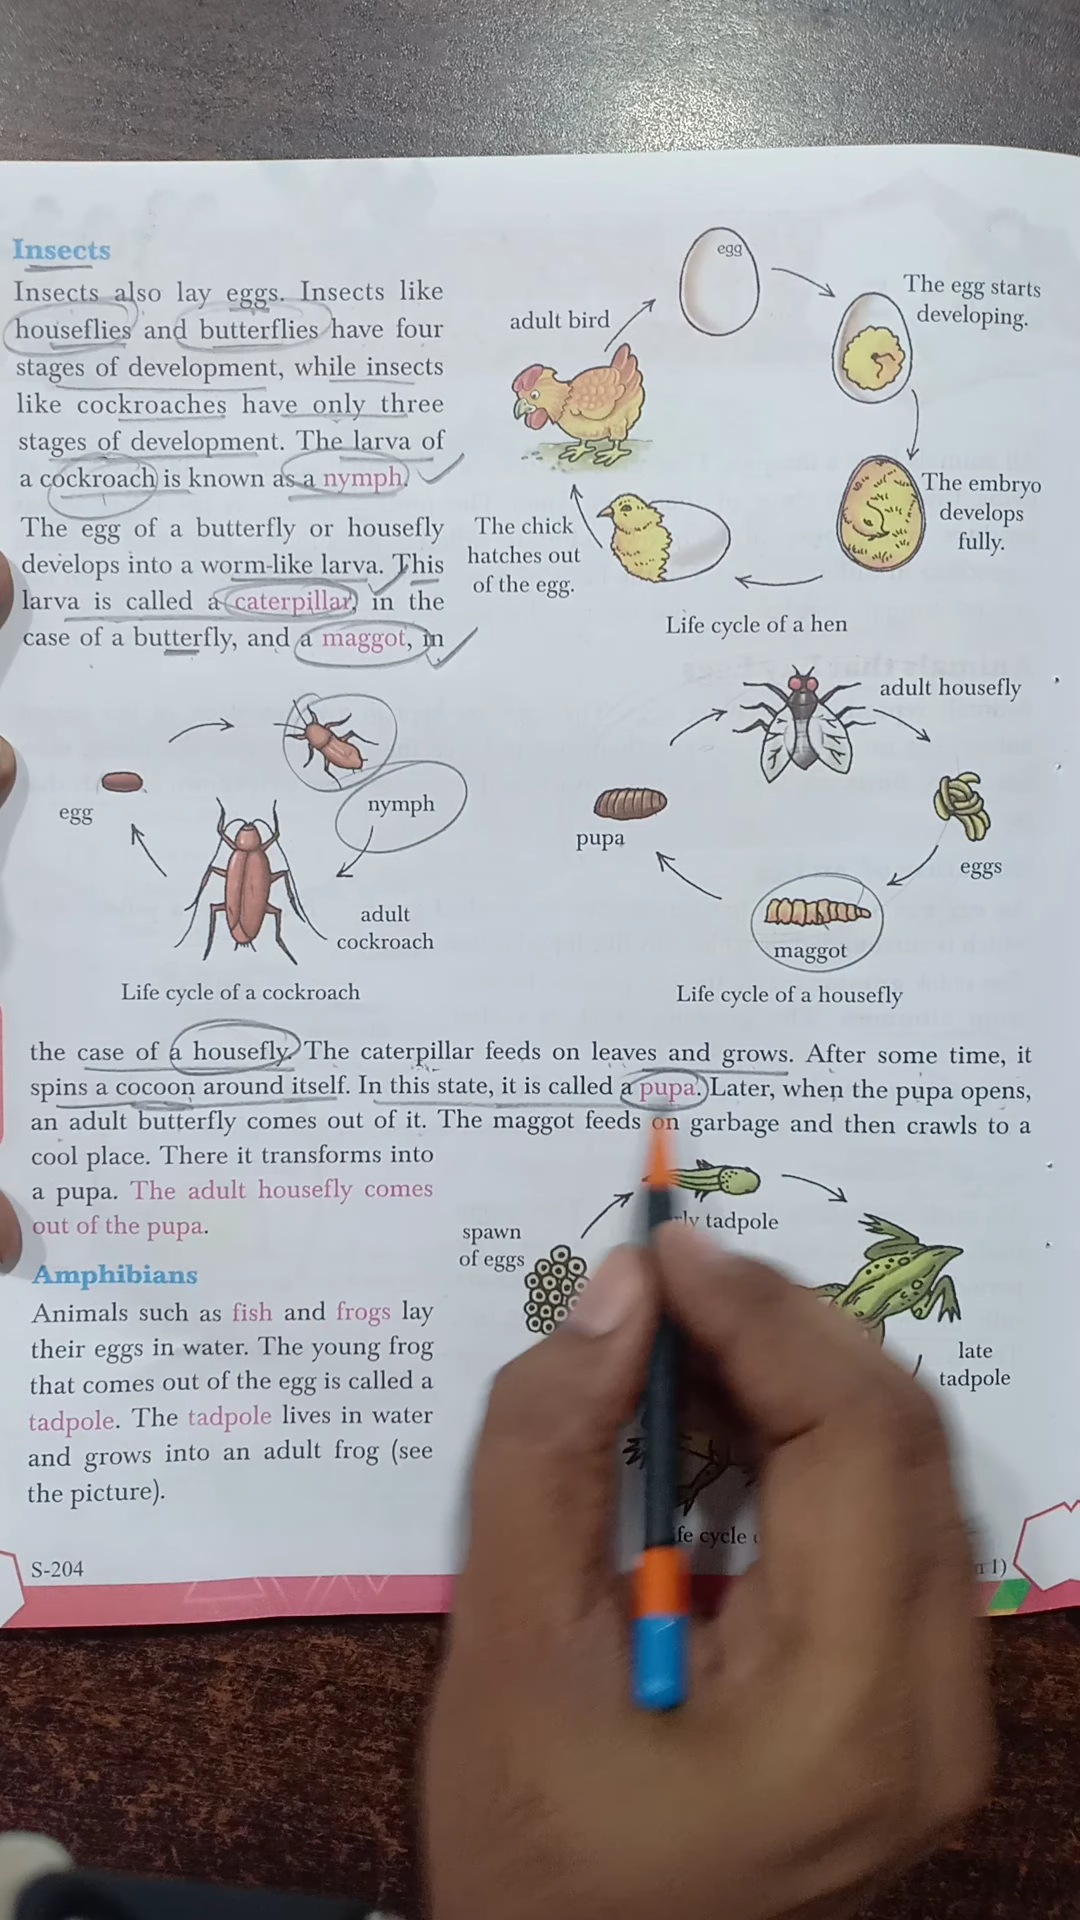 Insects
Insects also lay eggs. Insects like
houseflies and butterflies have four
stages of development, while insects
like cockroaches have only three
stages of development. The larva of
a cockroach is known as a nymph.
The egg of a butterfly or housefly
develops into a worm-like larva. This
larva is called a caterpillar, in the
case of a butterfly, and a maggot, in
egg
The egg starts
developing.
adult bird
The embryo
develops
fully.
The chick
hatches out
of the egg.
Life cycle of a hen
egg
nymph
adult
cockroach
Life cycle of a cockroach
adult housefly
pupa
eggs
maggot
Life cycle of a housefly
the case of a housefly. The caterpillar feeds on leaves and grows. After some time, it
spins a cocoon around itself. In this state, it is called a pupa. Later, when the pupa opens,
an adult butterfly comes out of it. The maggot feeds on garbage and then crawls to a
cool place. There it transforms into
a pupa. The adult housefly comes
out of the pupa.
Amphibians
Animals such as fish and frogs lay
their eggs in water. The young frog
that comes out of the egg is called a
tadpole. The tadpole lives in water
and grows into an adult frog (see
the picture).
spawn
of eggs
tadpole
late
tadpole
cycle
S-204